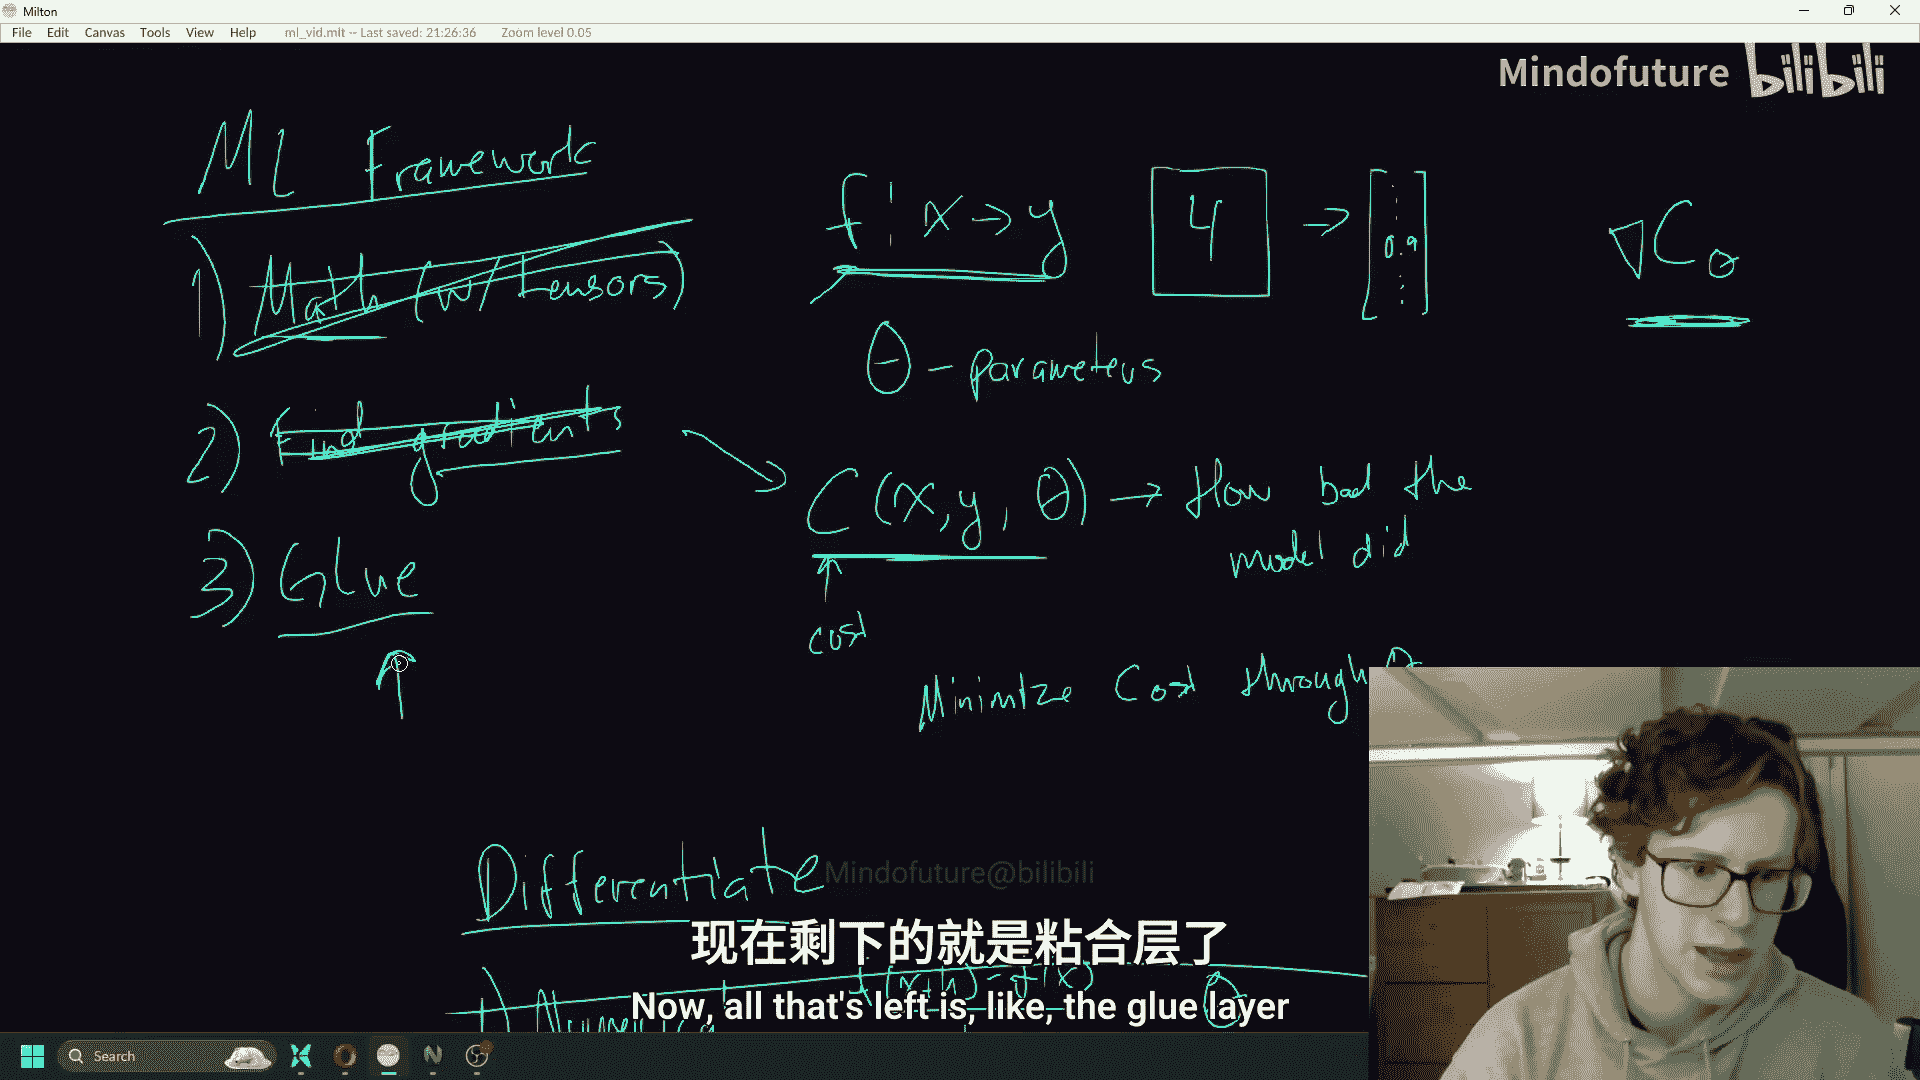 Milton
File Edit Canvas Tools View Help ml_vid.mlt -- Last saved: 21:26:36 Zoom level 0.05
Mindofuture bilibili
ML Framework
1) Math (w/ tensors)
2) Find gradients
3) Glue
f: x → y
4 → [ 0.9 ]
∇C_θ
θ - parameters
C(x, y, θ) → How bad the
model did
cost
Minimize Cost through
Differentiate
Mindofuture@bilibili
现在剩下的就是粘合层了
f(x+h) - f(x)
Now, all that's left is, like, the glue layer
Search